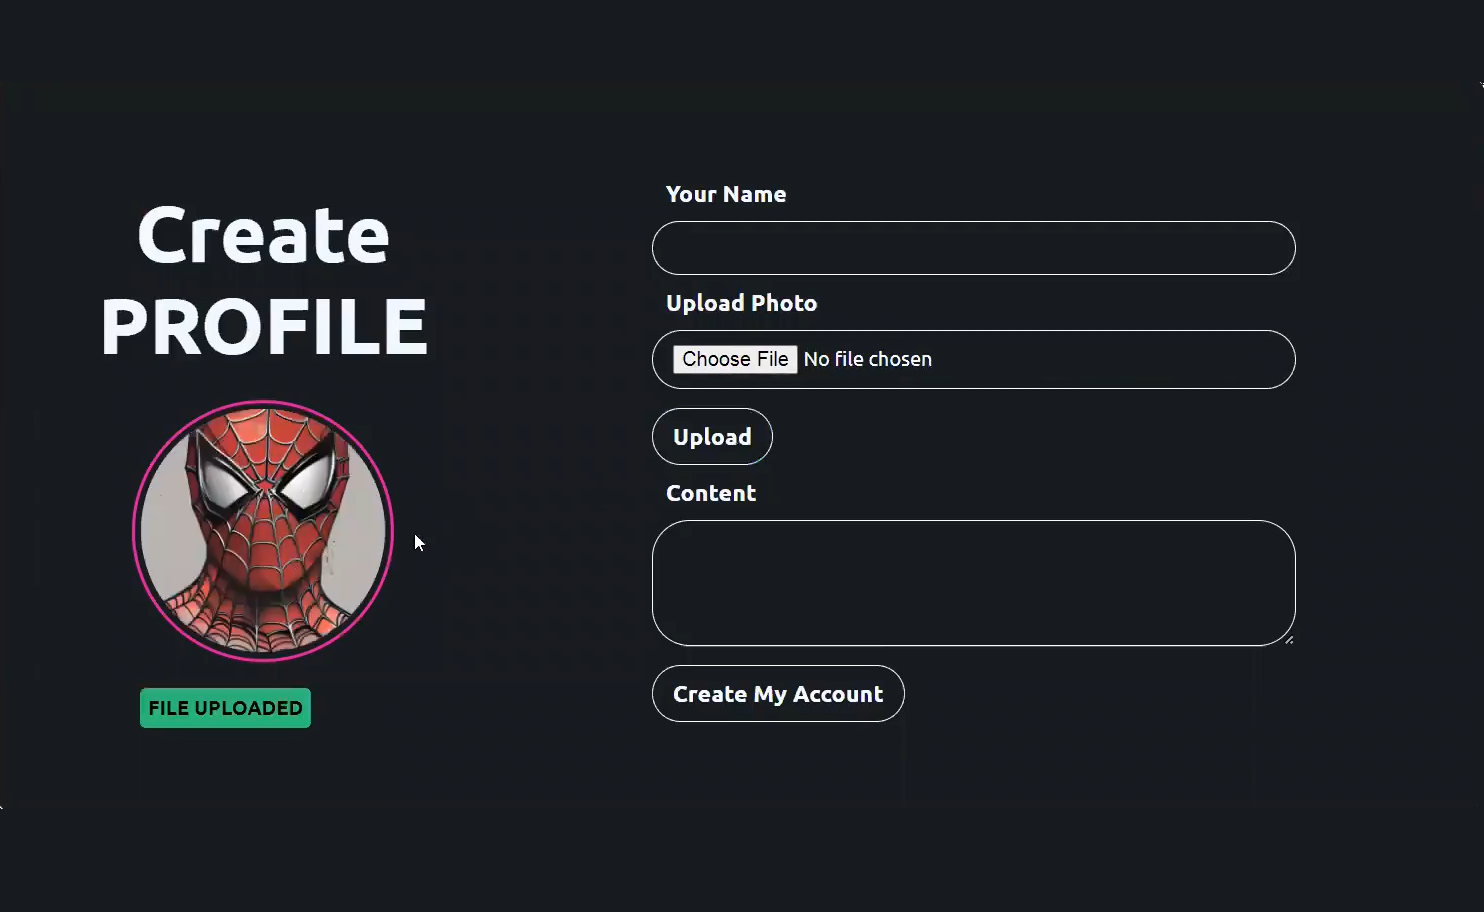 Create
PROFILE
FILE UPLOADED
Your Name
Upload Photo
Choose File No file chosen
Upload
Content
Create My Account